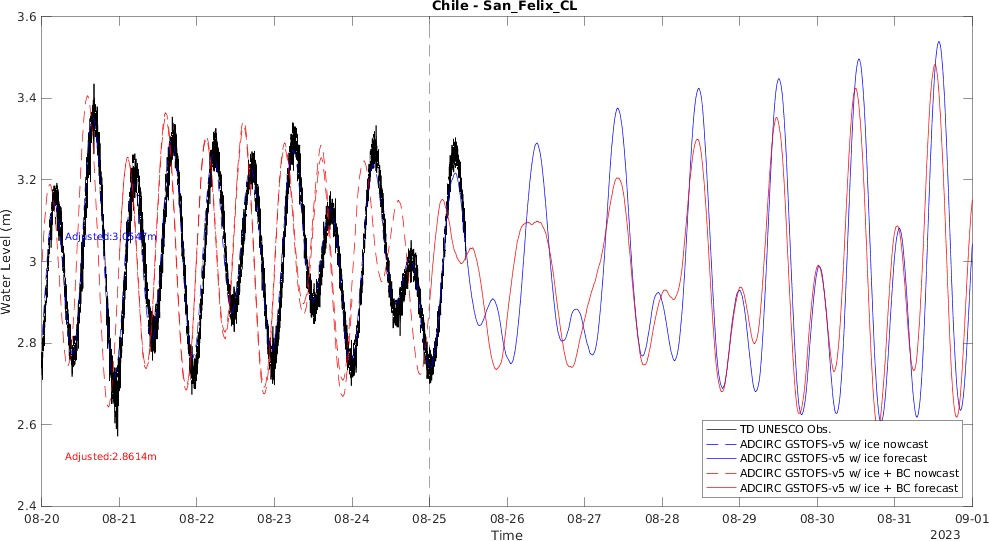 Chile - San_Felix_CL
3.6
3.4
3.2
3
2.8
2.6
2.4
Water Level (m)
Adjusted:3.0547m
Adjusted:2.8614m
TD UNESCO Obs.
ADCIRC GSTOFS-v5 w/ ice nowcast
ADCIRC GSTOFS-v5 w/ ice forecast
ADCIRC GSTOFS-v5 w/ ice + BC nowcast
ADCIRC GSTOFS-v5 w/ ice + BC forecast
08-20 08-21 08-22 08-23 08-24 08-25 08-26 08-27 08-28 08-29 08-30 08-31 09-01
Time
2023